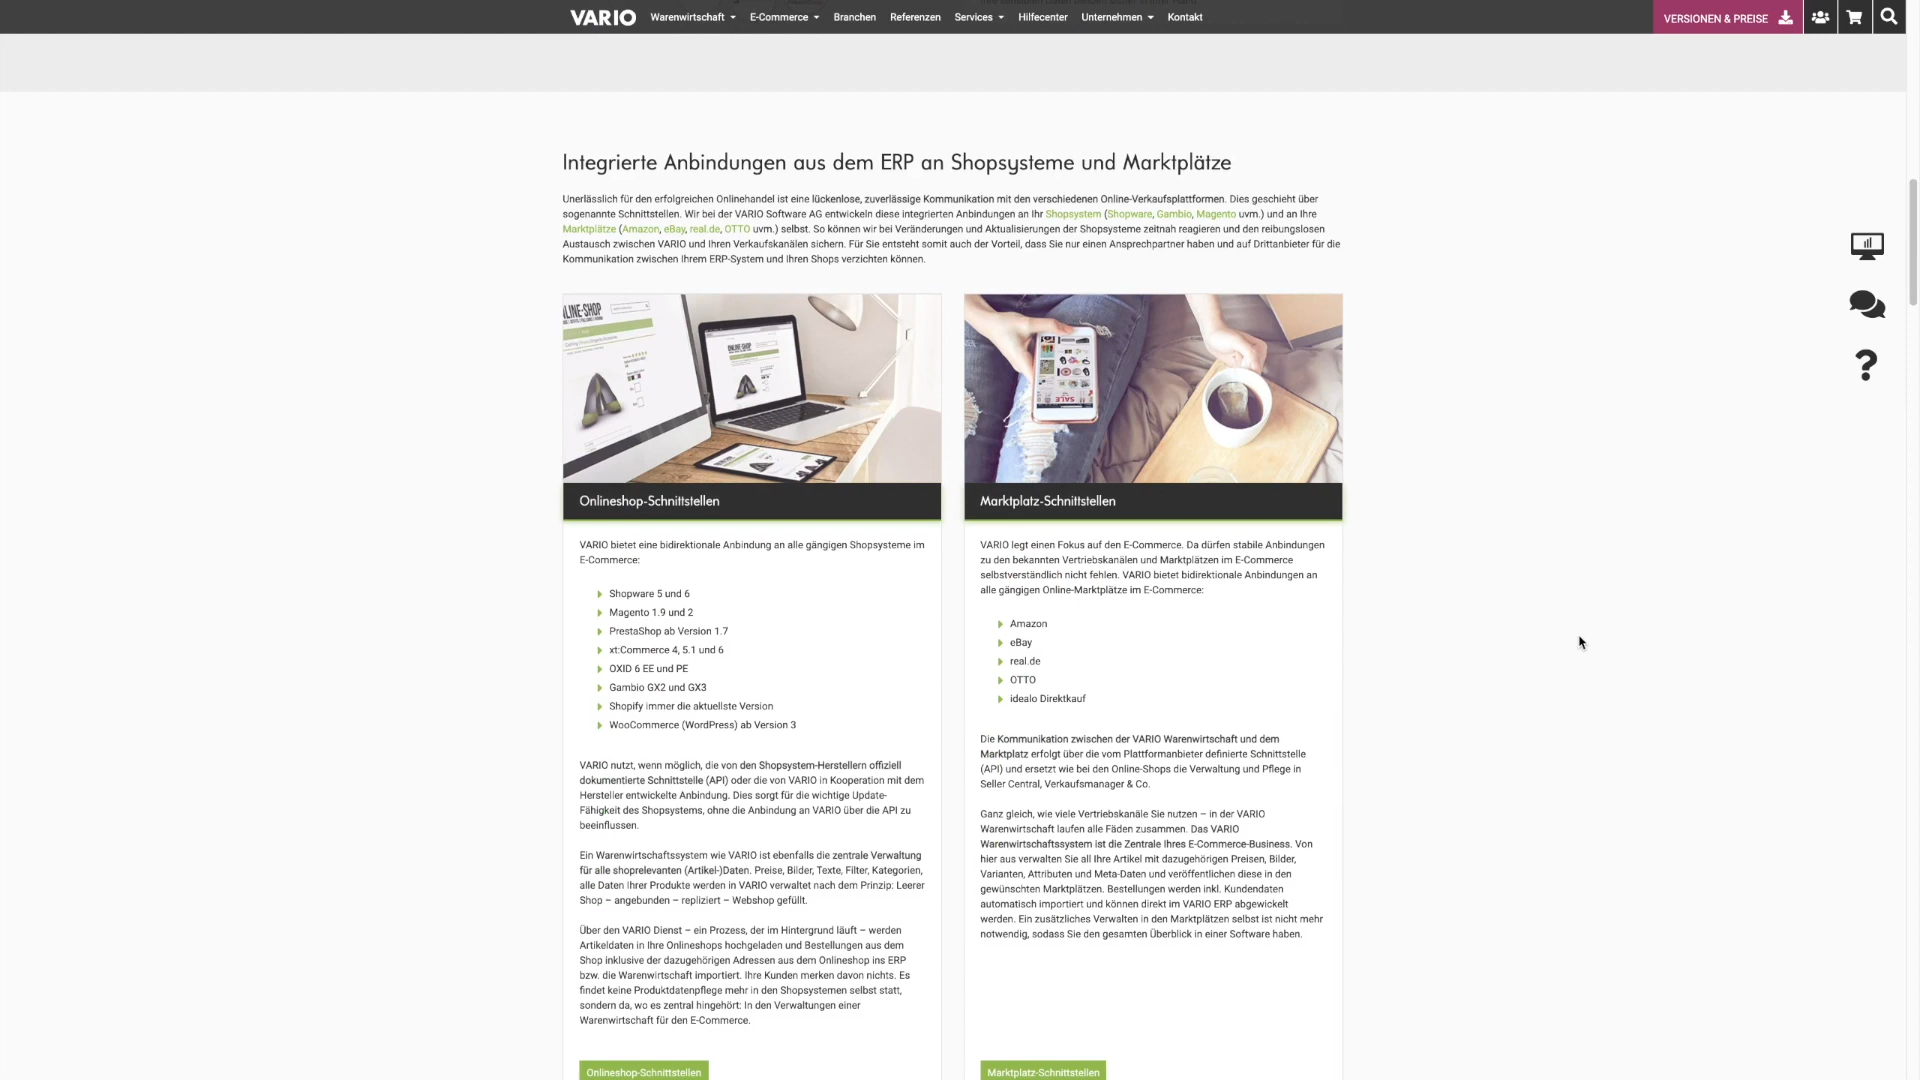 VARIO Warenwirtschaft E-Commerce Branchen Referenzen Services Hilfecenter Unternehmen Kontakt VERSIONEN & PREISE
Integrierte Anbindungen aus dem ERP an Shopsysteme und Marktplätze
Unerlässlich für den erfolgreichen Onlinehandel ist eine lückenlose, zuverlässige Kommunikation mit den verschiedenen Online-Verkaufsplattformen. Dies geschieht über
sogenannte Schnittstellen. Wir bei der VARIO Software AG entwickeln diese integrierten Anbindungen an Ihr Shopsystem (Shopware, Gambio, Magento uvm.) und an Ihre
Marktplätze (Amazon, eBay, real.de, OTTO uvm.) selbst. So können wir bei Veränderungen und Aktualisierungen der Shopsysteme zeitnah reagieren und den reibungslosen
Austausch zwischen VARIO und Ihren Verkaufskanälen sichern. Für Sie entsteht somit auch der Vorteil, dass Sie nur einen Ansprechpartner haben und auf Drittanbieter für die
Kommunikation zwischen Ihrem ERP-System und Ihren Shops verzichten können.
LINE-SHOP
ONLINE-SHOP
SALE
Onlineshop-Schnittstellen
VARIO bietet eine bidirektionale Anbindung an alle gängigen Shopsysteme im
E-Commerce:
Shopware 5 und 6
Magento 1.9 und 2
PrestaShop ab Version 1.7
xt:Commerce 4, 5.1 und 6
OXID 6 EE und PE
Gambio GX2 und GX3
Shopify immer die aktuellste Version
WooCommerce (WordPress) ab Version 3
VARIO nutzt, wenn möglich, die von den Shopsystem-Herstellern offiziell
dokumentierte Schnittstelle (API) oder die von VARIO in Kooperation mit dem
Hersteller entwickelte Anbindung. Dies sorgt für die wichtige Update-
Fähigkeit des Shopsystems, ohne die Anbindung an VARIO über die API zu
beeinflussen.
Ein Warenwirtschaftssystem wie VARIO ist ebenfalls die zentrale Verwaltung
für alle shoprelevanten (Artikel-)Daten. Preise, Bilder, Texte, Filter, Kategorien,
alle Daten Ihrer Produkte werden in VARIO verwaltet nach dem Prinzip: Leerer
Shop – angebunden – repliziert – Webshop gefüllt.
Über den VARIO Dienst – ein Prozess, der im Hintergrund läuft – werden
Artikeldaten in Ihre Onlineshops hochgeladen und Bestellungen aus dem
Shop inklusive der dazugehörigen Adressen aus dem Onlineshop ins ERP
bzw. die Warenwirtschaft importiert. Ihre Kunden merken davon nichts. Es
findet keine Produktdatenpflege mehr in den Shopsystemen selbst statt,
sondern da, wo es zentral hingehört: In den Verwaltungen einer
Warenwirtschaft für den E-Commerce.
Onlineshop-Schnittstellen
Marktplatz-Schnittstellen
VARIO legt einen Fokus auf den E-Commerce. Da dürfen stabile Anbindungen
zu den bekannten Vertriebskanälen und Marktplätzen im E-Commerce
selbstverständlich nicht fehlen. VARIO bietet bidirektionale Anbindungen an
alle gängigen Online-Marktplätze im E-Commerce:
Amazon
eBay
real.de
OTTO
idealo Direktkauf
Die Kommunikation zwischen der VARIO Warenwirtschaft und dem
Marktplatz erfolgt über die vom Plattformanbieter definierte Schnittstelle
(API) und ersetzt wie bei den Online-Shops die Verwaltung und Pflege in
Seller Central, Verkaufsmanager & Co.
Ganz gleich, wie viele Vertriebskanäle Sie nutzen – in der VARIO
Warenwirtschaft laufen alle Fäden zusammen. Das VARIO
Warenwirtschaftssystem ist die Zentrale Ihres E-Commerce-Business. Von
hier aus verwalten Sie all Ihre Artikel mit dazugehörigen Preisen, Bilder,
Varianten, Attributen und Meta-Daten und veröffentlichen diese in den
gewünschten Marktplätzen. Bestellungen werden inkl. Kundendaten
automatisch importiert und können direkt im VARIO ERP abgewickelt
werden. Ein zusätzliches Verwalten in den Marktplätzen selbst ist nicht mehr
notwendig, sodass Sie den gesamten Überblick in einer Software haben.
Marktplatz-Schnittstellen